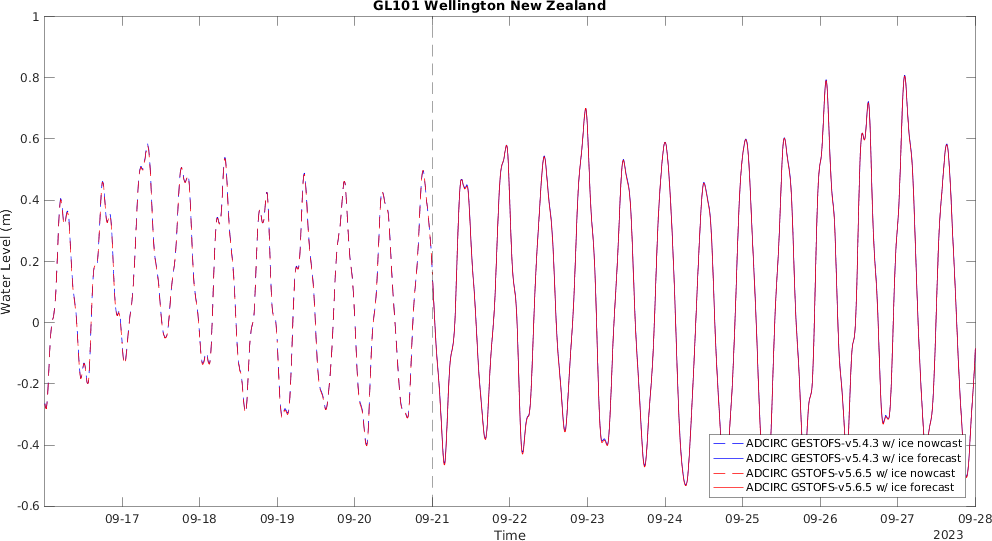 GL101 Wellington New Zealand
1
0.8
0.6
0.4
0.2
0
-0.2
-0.4
-0.6
Water Level (m)
ADCIRC GESTOFS-v5.4.3 w/ ice nowcast
ADCIRC GESTOFS-v5.4.3 w/ ice forecast
ADCIRC GSTOFS-v5.6.5 w/ ice nowcast
ADCIRC GSTOFS-v5.6.5 w/ ice forecast
09-17 09-18 09-19 09-20 09-21 09-22 09-23 09-24 09-25 09-26 09-27 09-28
Time
2023